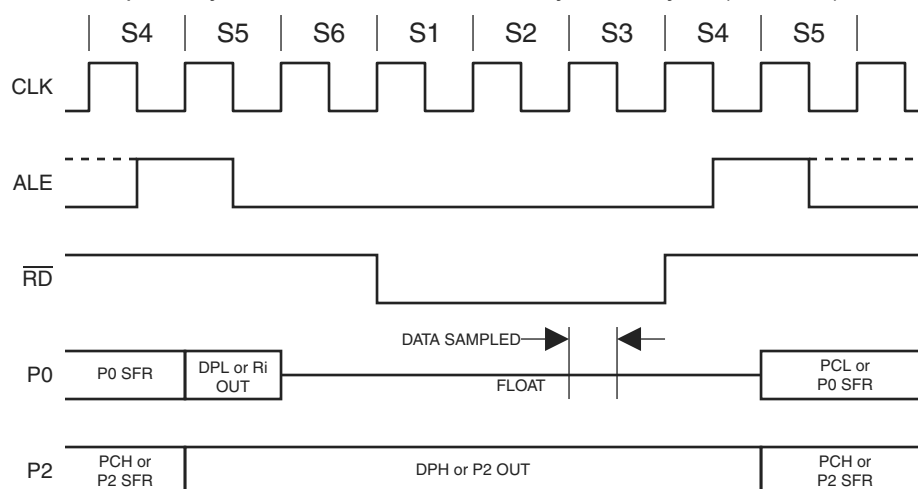 S4 S5 S6 S1 S2 S3 S4 S5
CLK
ALE
RD
DATA SAMPLED
P0
P0 SFR
DPL or Ri
OUT
FLOAT
PCL or
P0 SFR
P2
PCH or
P2 SFR
DPH or P2 OUT
PCH or
P2 SFR